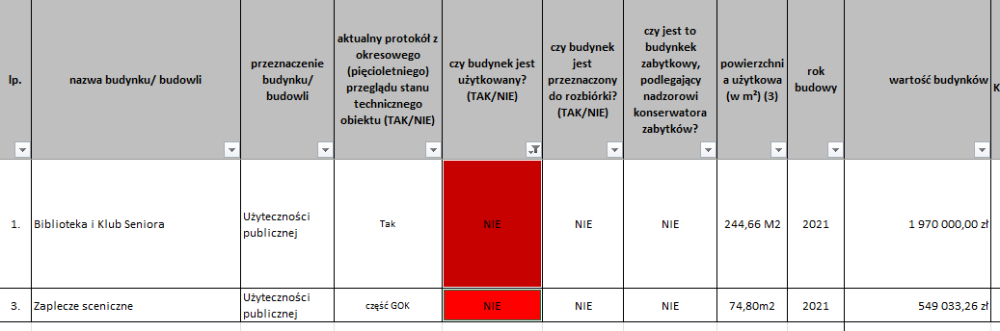 lp.
nazwa budynku/ budowli
przeznaczenie
budynku/
budowli
aktualny protokół z
okresowego
(pięcioletniego)
przeglądu stanu
technicznego
obiektu (TAK/NIE)
czy budynek jest
użytkowany?
(TAK/NIE)
czy budynek
jest
przeznaczony
do rozbiórki?
(TAK/NIE)
czy jest to
budynkek
zabytkowy,
podlegający
nadzorowi
konserwatora
zabytków?
powierzchni
a użytkowa
(w m²) (3)
rok
budowy
wartość budynków
K
1.
Biblioteka i Klub Seniora
Użyteczności
publicznej
Tak
NIE
NIE
NIE
244,66 M2
2021
1 970 000,00 zł
3.
Zaplecze sceniczne
Użyteczności
publicznej
część GOK
NIE
NIE
NIE
74,80m2
2021
549 033,26 zł